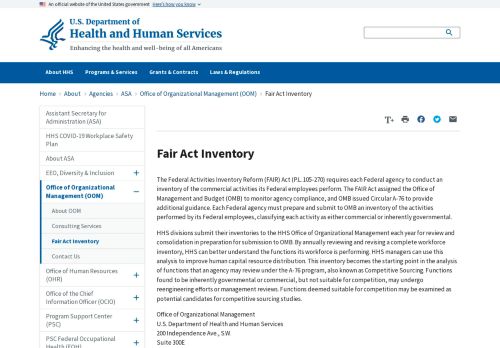 An official website of the United States government Here's how you know
U.S. Department of
Health and Human Services
Enhancing the health and well-being of all Americans
About HHS Programs & Services Grants & Contracts Laws & Regulations
Home › About › Agencies › ASA › Office of Organizational Management (OOM) › Fair Act Inventory
Assistant Secretary for
Administration (ASA)
HHS COVID-19 Workplace Safety
Plan
About ASA
EEO, Diversity & Inclusion +
Office of Organizational
Management (OOM) −
About OOM
Consulting Services
Fair Act Inventory
Contact Us
Office of Human Resources
(OHR) +
Office of the Chief
Information Officer (OCIO) +
Program Support Center
(PSC) +
PSC Federal Occupational
Health (FOH) +
T+
Fair Act Inventory
The Federal Activities Inventory Reform (FAIR) Act (P.L. 105-270) requires each Federal agency to conduct an
inventory of the commercial activities its Federal employees perform. The FAIR Act assigned the Office of
Management and Budget (OMB) to monitor agency compliance, and OMB issued Circular A-76 to provide
additional guidance. Each Federal agency must prepare and submit to OMB an inventory of the activities
performed by its Federal employees, classifying each activity as either commercial or inherently governmental.
HHS divisions submit their inventories to the HHS Office of Organizational Management each year for review and
consolidation in preparation for submission to OMB. By annually reviewing and revising a complete workforce
inventory, HHS can better understand the functions its workforce is performing. HHS managers can use this
analysis to improve human capital resource distribution. This inventory becomes the starting point in the analysis
of functions that an agency may review under the A-76 program, also known as Competitive Sourcing. Functions
found to be inherently governmental or commercial, but not suitable for competition, may undergo
reengineering efforts or management reviews. Functions deemed suitable for competition may be examined as
potential candidates for competitive sourcing studies.
Office of Organizational Management
U.S. Department of Health and Human Services
200 Independence Ave., S.W.
Suite 300E